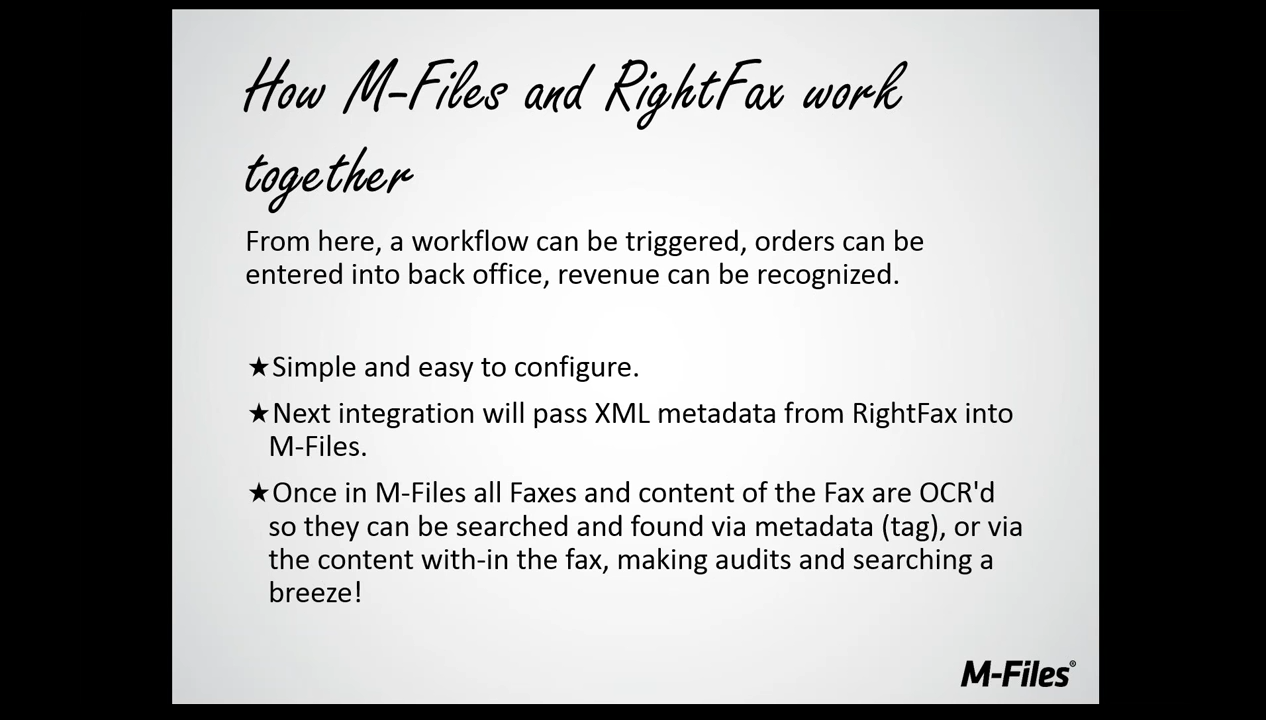 How M-Files and RightFax work
together
From here, a workflow can be triggered, orders can be
entered into back office, revenue can be recognized.
★Simple and easy to configure.
★Next integration will pass XML metadata from RightFax into
M-Files.
★Once in M-Files all Faxes and content of the Fax are OCR'd
so they can be searched and found via metadata (tag), or via
the content with-in the fax, making audits and searching a
breeze!
M-Files®